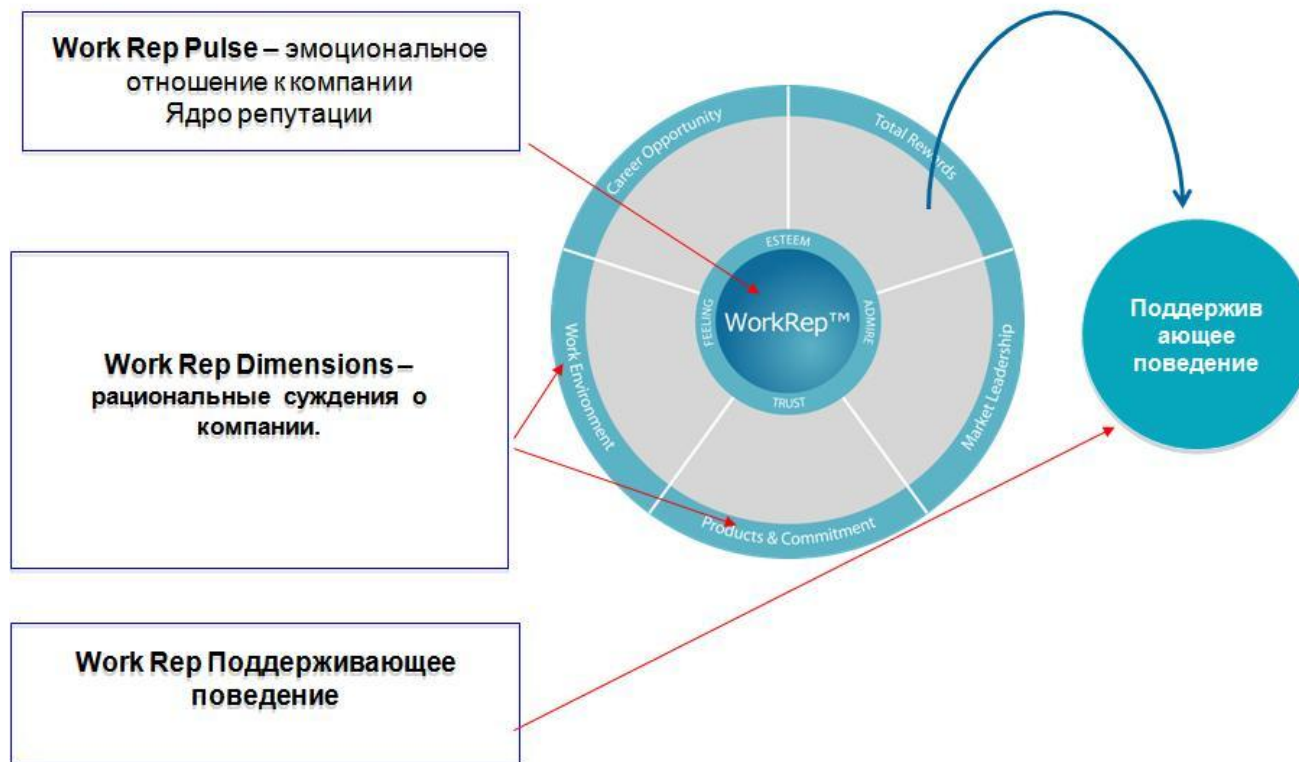 Work Rep Pulse – эмоциональное
отношение к компании
Ядро репутации
Work Rep Dimensions –
рациональные суждения о
компании.
Work Rep Поддерживающее
поведение
Career Opportunity
Total Rewards
Work Environment
Market Leadership
Products & Commitment
ESTEEM
FEELING
ADMIRE
TRUST
WorkRep™
Поддержив
ающее
поведение